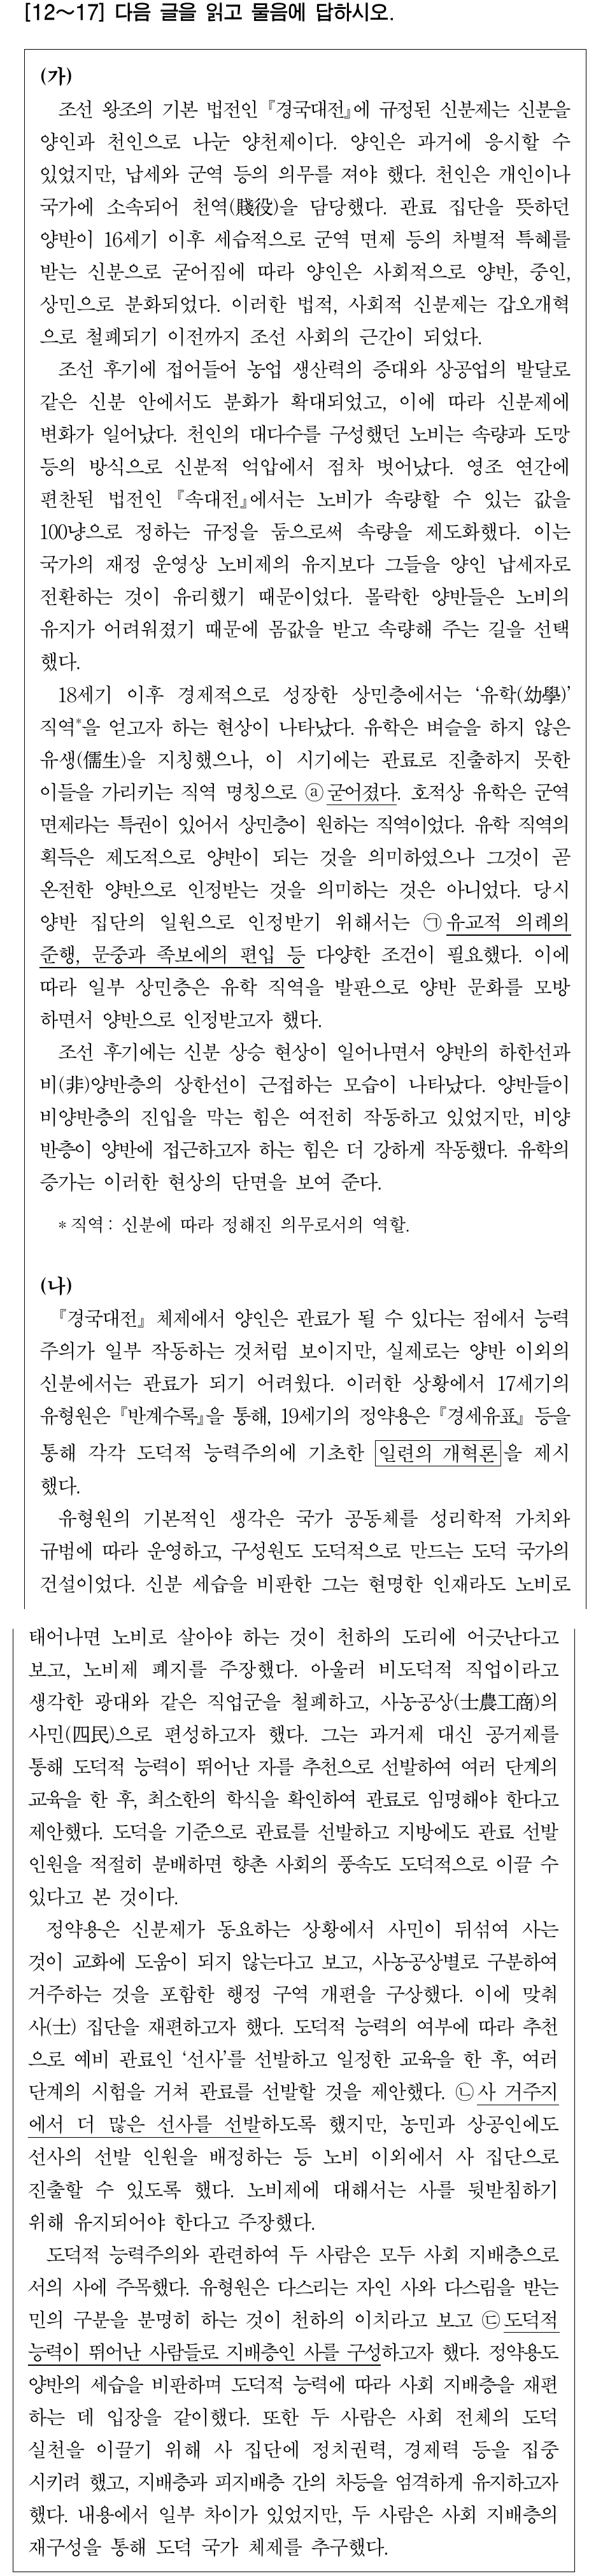 [12～17] 다음 글을 읽고 물음에 답하시오.
(가)
조선 왕조의 기본 법전인 『경국대전』에 규정된 신분제는 신분을
양인과 천인으로 나눈 양천제이다. 양인은 과거에 응시할 수
있었지만, 납세와 군역 등의 의무를 져야 했다. 천인은 개인이나
국가에 소속되어 천역(賤役)을 담당했다. 관료 집단을 뜻하던
양반이 16세기 이후 세습적으로 군역 면제 등의 차별적 특혜를
받는 신분으로 굳어짐에 따라 양인은 사회적으로 양반, 중인,
상민으로 분화되었다. 이러한 법적, 사회적 신분제는 갑오개혁
으로 철폐되기 이전까지 조선 사회의 근간이 되었다.
조선 후기에 접어들어 농업 생산력의 증대와 상공업의 발달로
같은 신분 안에서도 분화가 확대되었고, 이에 따라 신분제에
변화가 일어났다. 천인의 대다수를 구성했던 노비는 속량과 도망
등의 방식으로 신분적 억압에서 점차 벗어났다. 영조 연간에
편찬된 법전인 『속대전』에서는 노비가 속량할 수 있는 값을
100냥으로 정하는 규정을 둠으로써 속량을 제도화했다. 이는
국가의 재정 운영상 노비제의 유지보다 그들을 양인 납세자로
전환하는 것이 유리했기 때문이었다. 몰락한 양반들은 노비의
유지가 어려워졌기 때문에 몸값을 받고 속량해 주는 길을 선택
했다.
18세기 이후 경제적으로 성장한 상민층에서는 '유학(幼學)'
직역*을 얻고자 하는 현상이 나타났다. 유학은 벼슬을 하지 않은
유생(儒生)을 지칭했으나, 이 시기에는 관료로 진출하지 못한
이들을 가리키는 직역 명칭으로 ⓐ굳어졌다. 호적상 유학은 군역
면제라는 특권이 있어서 상민층이 원하는 직역이었다. 유학 직역의
획득은 제도적으로 양반이 되는 것을 의미하였으나 그것이 곧
온전한 양반으로 인정받는 것을 의미하는 것은 아니었다. 당시
양반 집단의 일원으로 인정받기 위해서는 ㉠유교적 의례의
준행, 문중과 족보에의 편입 등 다양한 조건이 필요했다. 이에
따라 일부 상민층은 유학 직역을 발판으로 양반 문화를 모방
하면서 양반으로 인정받고자 했다.
조선 후기에는 신분 상승 현상이 일어나면서 양반의 하한선과
비(非)양반층의 상한선이 근접하는 모습이 나타났다. 양반들이
비양반층의 진입을 막는 힘은 여전히 작동하고 있었지만, 비양
반층이 양반에 접근하고자 하는 힘은 더 강하게 작동했다. 유학의
증가는 이러한 현상의 단면을 보여 준다.
* 직역: 신분에 따라 정해진 의무로서의 역할.
(나)
『경국대전』 체제에서 양인은 관료가 될 수 있다는 점에서 능력
주의가 일부 작동하는 것처럼 보이지만, 실제로는 양반 이외의
신분에서는 관료가 되기 어려웠다. 이러한 상황에서 17세기의
유형원은 『반계수록』을 통해, 19세기의 정약용은 『경세유표』 등을
통해 각각 도덕적 능력주의에 기초한 일련의 개혁론을 제시
했다.
유형원의 기본적인 생각은 국가 공동체를 성리학적 가치와
규범에 따라 운영하고, 구성원도 도덕적으로 만드는 도덕 국가의
건설이었다. 신분 세습을 비판한 그는 현명한 인재라도 노비로
태어나면 노비로 살아야 하는 것이 천하의 도리에 어긋난다고
보고, 노비제 폐지를 주장했다. 아울러 비도덕적 직업이라고
생각한 광대와 같은 직업군을 철폐하고, 사농공상(士農工商)의
사민(四民)으로 편성하고자 했다. 그는 과거제 대신 공거제를
통해 도덕적 능력이 뛰어난 자를 추천으로 선발하여 여러 단계의
교육을 한 후, 최소한의 학식을 확인하여 관료로 임명해야 한다고
제안했다. 도덕을 기준으로 관료를 선발하고 지방에도 관료 선발
인원을 적절히 분배하면 향촌 사회의 풍속도 도덕적으로 이끌 수
있다고 본 것이다.
정약용은 신분제가 동요하는 상황에서 사민이 뒤섞여 사는
것이 교화에 도움이 되지 않는다고 보고, 사농공상별로 구분하여
거주하는 것을 포함한 행정 구역 개편을 구상했다. 이에 맞춰
사(士) 집단을 재편하고자 했다. 도덕적 능력의 여부에 따라 추천
으로 예비 관료인 '선사'를 선발하고 일정한 교육을 한 후, 여러
단계의 시험을 거쳐 관료를 선발할 것을 제안했다. ㉡사 거주지
에서 더 많은 선사를 선발하도록 했지만, 농민과 상공인에도
선사의 선발 인원을 배정하는 등 노비 이외에서 사 집단으로
진출할 수 있도록 했다. 노비제에 대해서는 사를 뒷받침하기
위해 유지되어야 한다고 주장했다.
도덕적 능력주의와 관련하여 두 사람은 모두 사회 지배층으로
서의 사에 주목했다. 유형원은 다스리는 자인 사와 다스림을 받는
민의 구분을 분명히 하는 것이 천하의 이치라고 보고 ㉢도덕적
능력이 뛰어난 사람들로 지배층인 사를 구성하고자 했다. 정약용도
양반의 세습을 비판하며 도덕적 능력에 따라 사회 지배층을 재편
하는 데 입장을 같이했다. 또한 두 사람은 사회 전체의 도덕
실천을 이끌기 위해 사 집단에 정치권력, 경제력 등을 집중
시키려 했고, 지배층과 피지배층 간의 차등을 엄격하게 유지하고자
했다. 내용에서 일부 차이가 있었지만, 두 사람은 사회 지배층의
재구성을 통해 도덕 국가 체제를 추구했다.